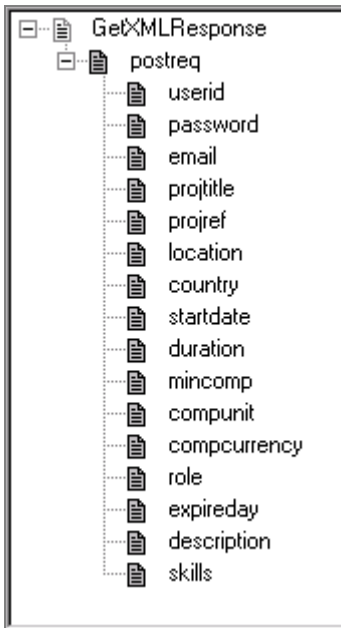 GetXMLResponse
postreq
userid
password
email
projtitle
projref
location
country
startdate
duration
mincomp
compunit
compcurrency
role
expireday
description
skills